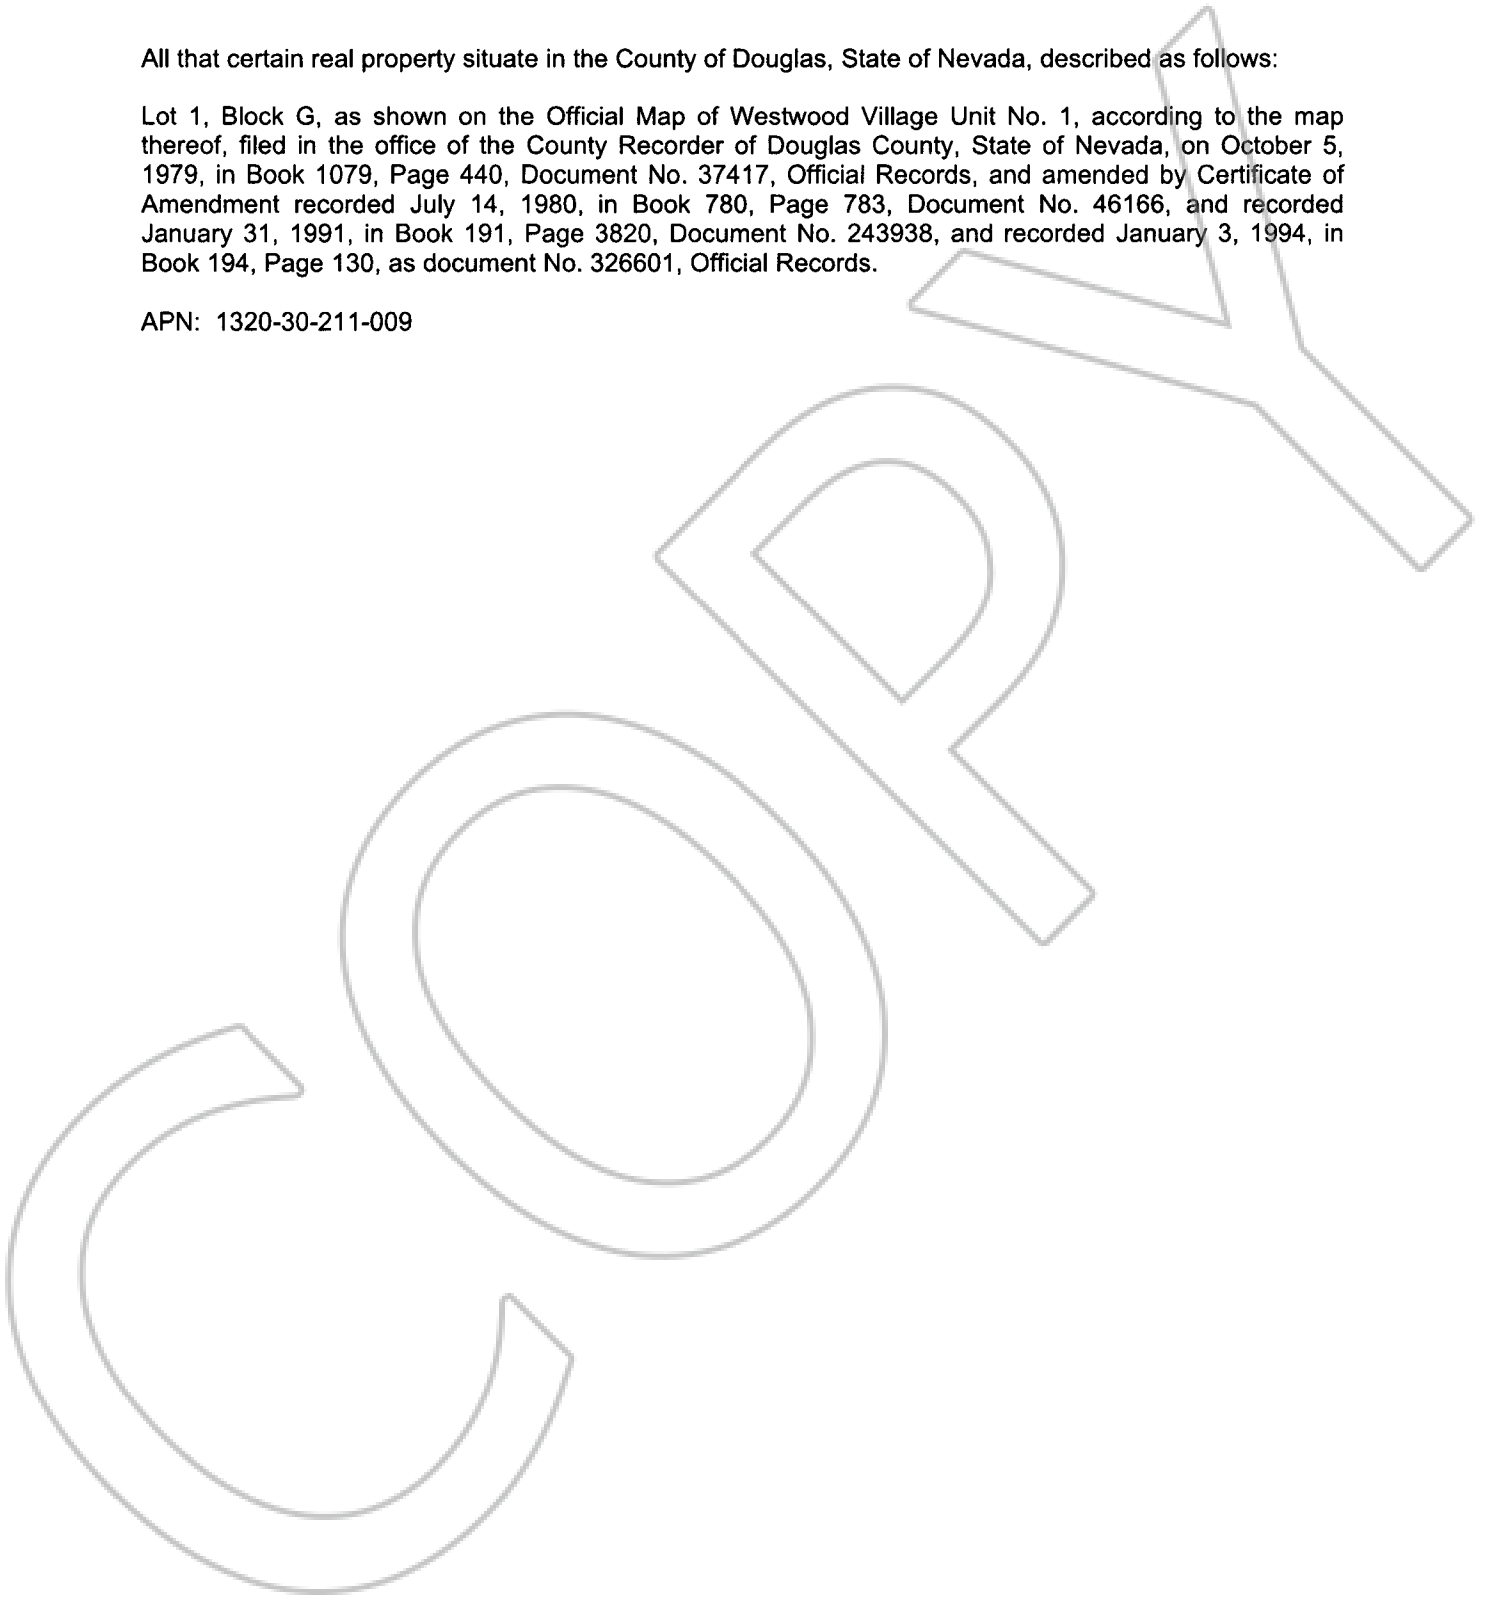 All that certain real property situate in the County of Douglas, State of Nevada, described as follows:
Lot 1, Block G, as shown on the Official Map of Westwood Village Unit No. 1, according to the map
thereof, filed in the office of the County Recorder of Douglas County, State of Nevada, on October 5,
1979, in Book 1079, Page 440, Document No. 37417, Official Records, and amended by Certificate of
Amendment recorded July 14, 1980, in Book 780, Page 783, Document No. 46166, and recorded
January 31, 1991, in Book 191, Page 3820, Document No. 243938, and recorded January 3, 1994, in
Book 194, Page 130, as document No. 326601, Official Records.
APN: 1320-30-211-009
COPY